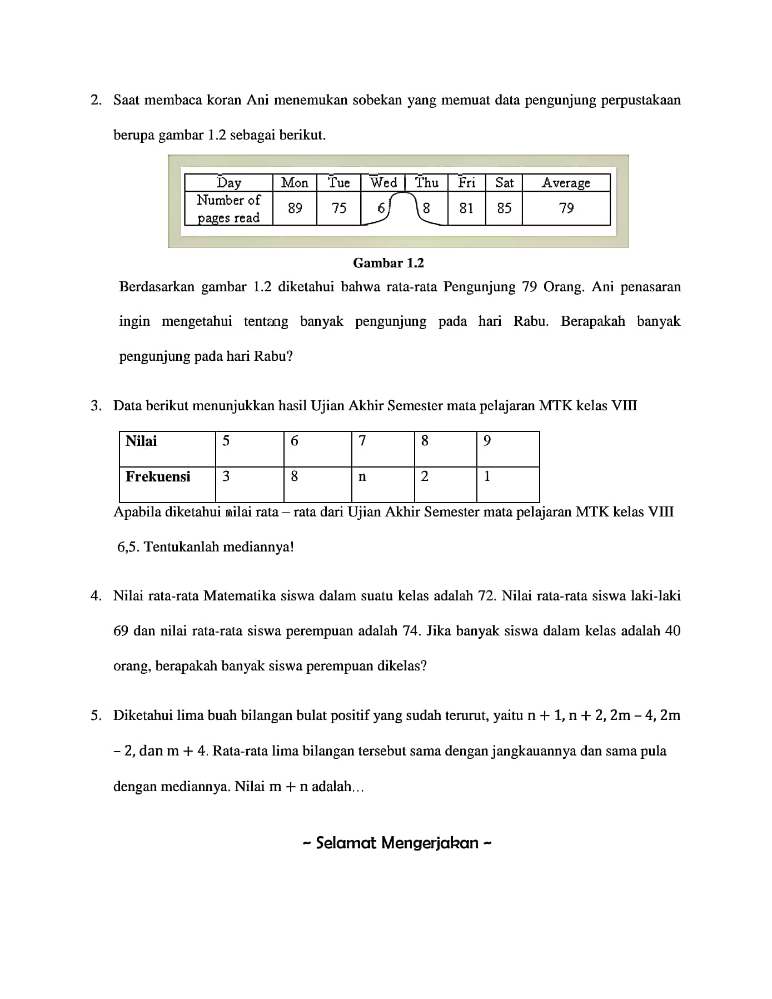 2. Saat membaca koran Ani menemukan sobekan yang memuat data pengunjung perpustakaan
berupa gambar 1.2 sebagai berikut.
Day Mon Tue Wed Thu Fri Sat Average
Number of pages read 89 75 6 8 81 85 79
Gambar 1.2
Berdasarkan gambar 1.2 diketahui bahwa rata-rata Pengunjung 79 Orang. Ani penasaran
ingin mengetahui tentang banyak pengunjung pada hari Rabu. Berapakah banyak
pengunjung pada hari Rabu?
3. Data berikut menunjukkan hasil Ujian Akhir Semester mata pelajaran MTK kelas VIII
Nilai 5 6 7 8 9
Frekuensi 3 8 n 2 1
Apabila diketahui nilai rata – rata dari Ujian Akhir Semester mata pelajaran MTK kelas VIII
6,5. Tentukanlah mediannya!
4. Nilai rata-rata Matematika siswa dalam suatu kelas adalah 72. Nilai rata-rata siswa laki-laki
69 dan nilai rata-rata siswa perempuan adalah 74. Jika banyak siswa dalam kelas adalah 40
orang, berapakah banyak siswa perempuan dikelas?
5. Diketahui lima buah bilangan bulat positif yang sudah terurut, yaitu n + 1, n + 2, 2m – 4, 2m
– 2, dan m + 4. Rata-rata lima bilangan tersebut sama dengan jangkauannya dan sama pula
dengan mediannya. Nilai m + n adalah…
~ Selamat Mengerjakan ~